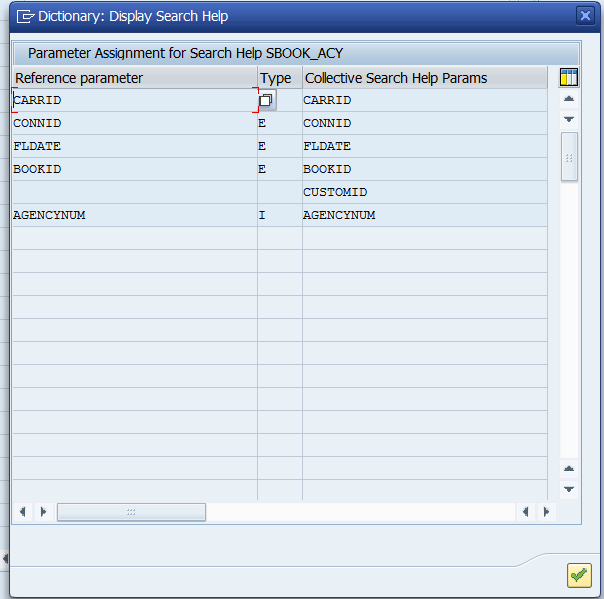 Dictionary: Display Search Help
Parameter Assignment for Search Help SBOOK_ACY
Reference parameter Type Collective Search Help Params
CARRID CARRID
CONNID E CONNID
FLDATE E FLDATE
BOOKID E BOOKID
CUSTOMID
AGENCYNUM I AGENCYNUM